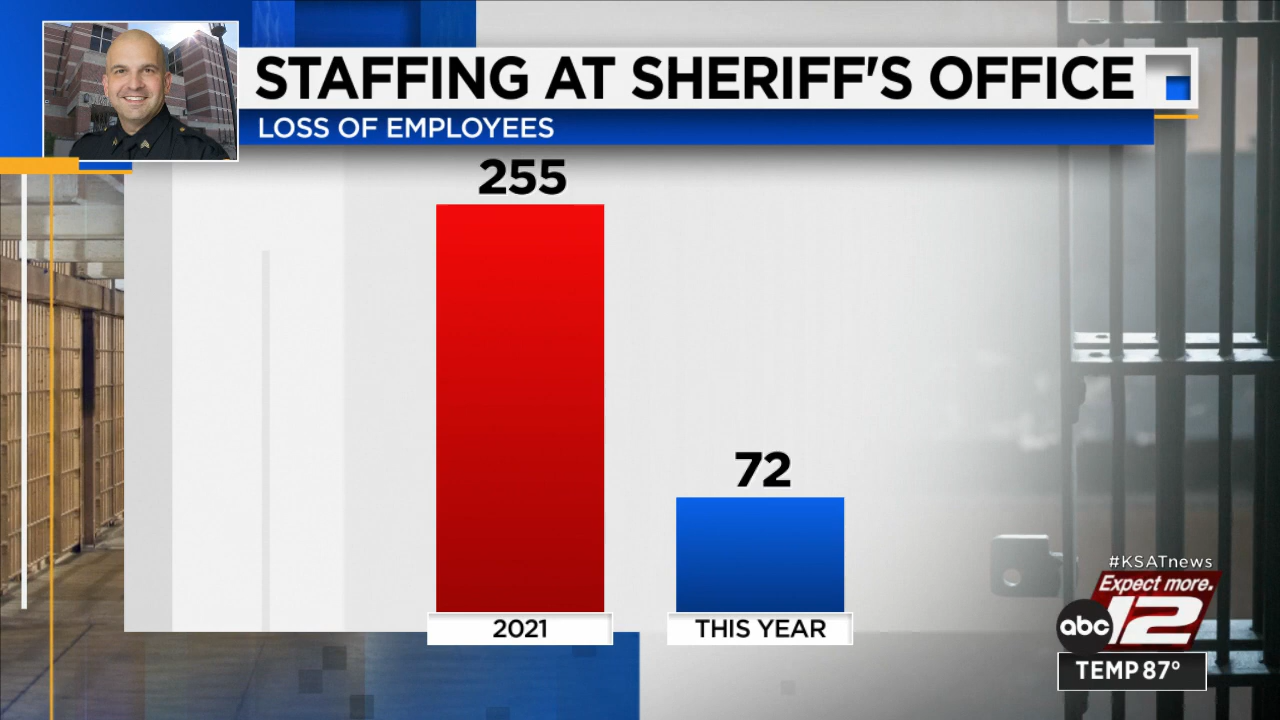 STAFFING AT SHERIFF'S OFFICE
LOSS OF EMPLOYEES
255
72
2021
THIS YEAR
#KSATnews
Expect more.
abc 12
TEMP 87°